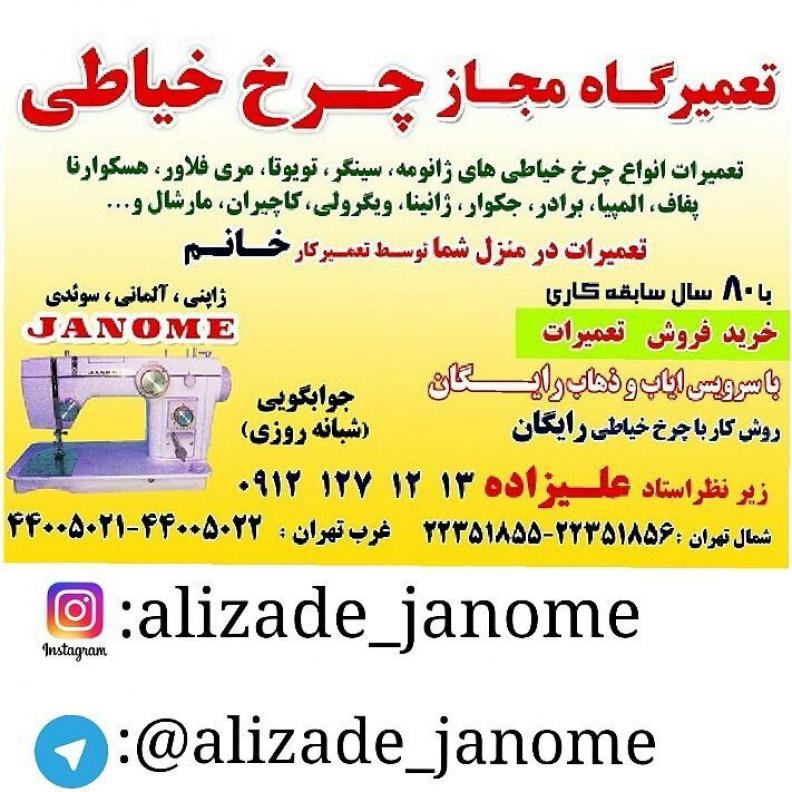 تعمیرگاه مجاز چرخ خیاطی
تعمیرات انواع چرخ خیاطی های ژانومه، سینگر، تویوتا، مری فلاور، هسکوارنا
پفاف، المپیا، برادر، جکوار، ژانینا، ویگرولی، کاچیران، مارشال و...
تعمیرات در منزل شما توسط تعمیرکار خانم
با ۸۰ سال سابقه کاری
خرید فروش تعمیرات
با سرویس ایاب و ذهاب رایگان
روش کار با چرخ خیاطی رایگان
ژاپنی، آلمانی، سوئدی
JANOME
JANOME
جوابگویی
(شبانه روزی)
زیر نظر استاد علیزاده ۱۳ ۱۲ ۱۲۷ ۰۹۱۲
شمال تهران: ۲۲۳۵۱۸۵۵-۲۲۳۵۱۸۵۶ غرب تهران: ۴۴۰۰۵۰۲۱-۴۴۰۰۵۰۲۲
:alizade_janome
Instagram
:@alizade_janome